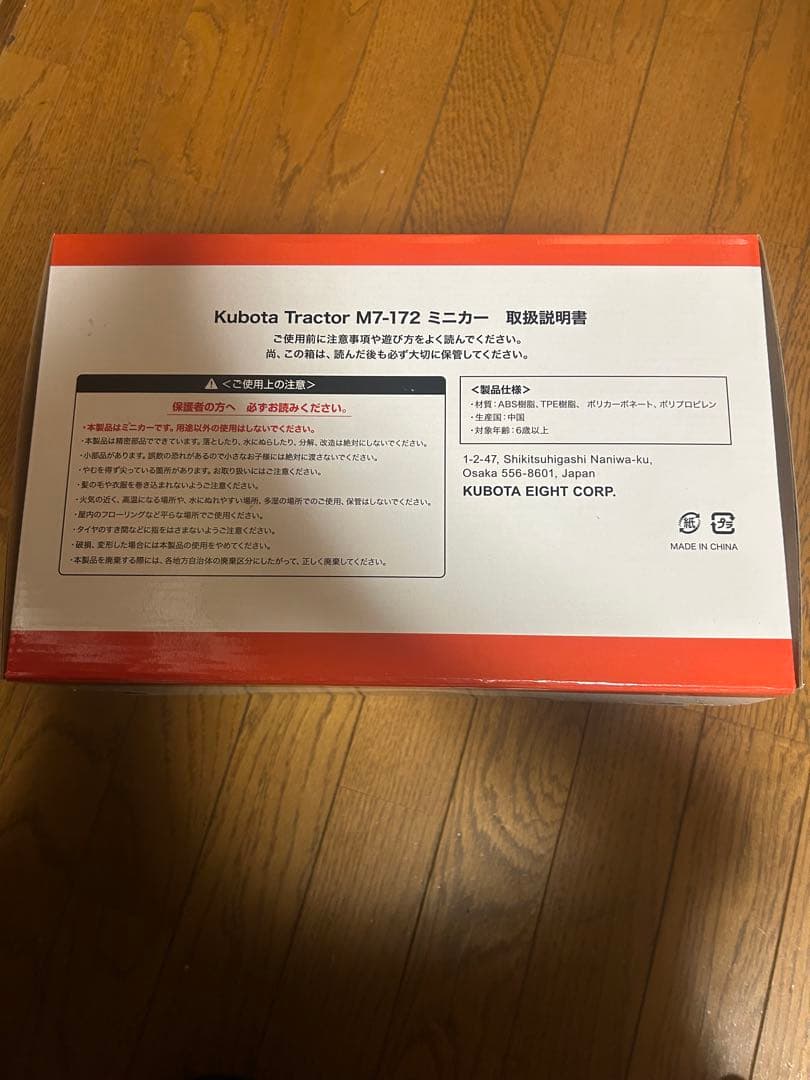 Kubota Tractor M7-172 ミニカー　取扱説明書
ご使用前に注意事項や遊び方をよく読んでください。
尚、この箱は、読んだ後も必ず大切に保管してください。
⚠<ご使用上の注意>
保護者の方へ　必ずお読みください。
・本製品はミニカーです。用途以外の使用はしないでください。
・本製品は精密部品でできています。落としたり、水にぬらしたり、分解、改造は絶対にしないでください。
・小部品があります。誤飲の恐れがあるので小さなお子様には絶対に渡さないでください。
・やむを得ず尖っている箇所があります。お取り扱いにはご注意ください。
・髪の毛や衣服を巻き込まれないようご注意ください。
・火気の近く、高温になる場所や、水にぬれやすい場所、多湿の場所でのご使用、保管はしないでください。
・屋内のフローリングなど平らな場所でご使用ください。
・タイヤのすき間などに指をはさまないようご注意ください。
・破損、変形した場合には本製品の使用をやめてください。
・本製品を廃棄する際には、各地方自治体の廃棄区分にしたがって、正しく廃棄してください。
<製品仕様>
・材質：ABS樹脂、TPE樹脂、ポリカーボネート、ポリプロピレン
・生産国：中国
・対象年齢：6歳以上
1-2-47, Shikitsuhigashi Naniwa-ku,
Osaka 556-8601, Japan
KUBOTA EIGHT CORP.
紙 プラ
MADE IN CHINA